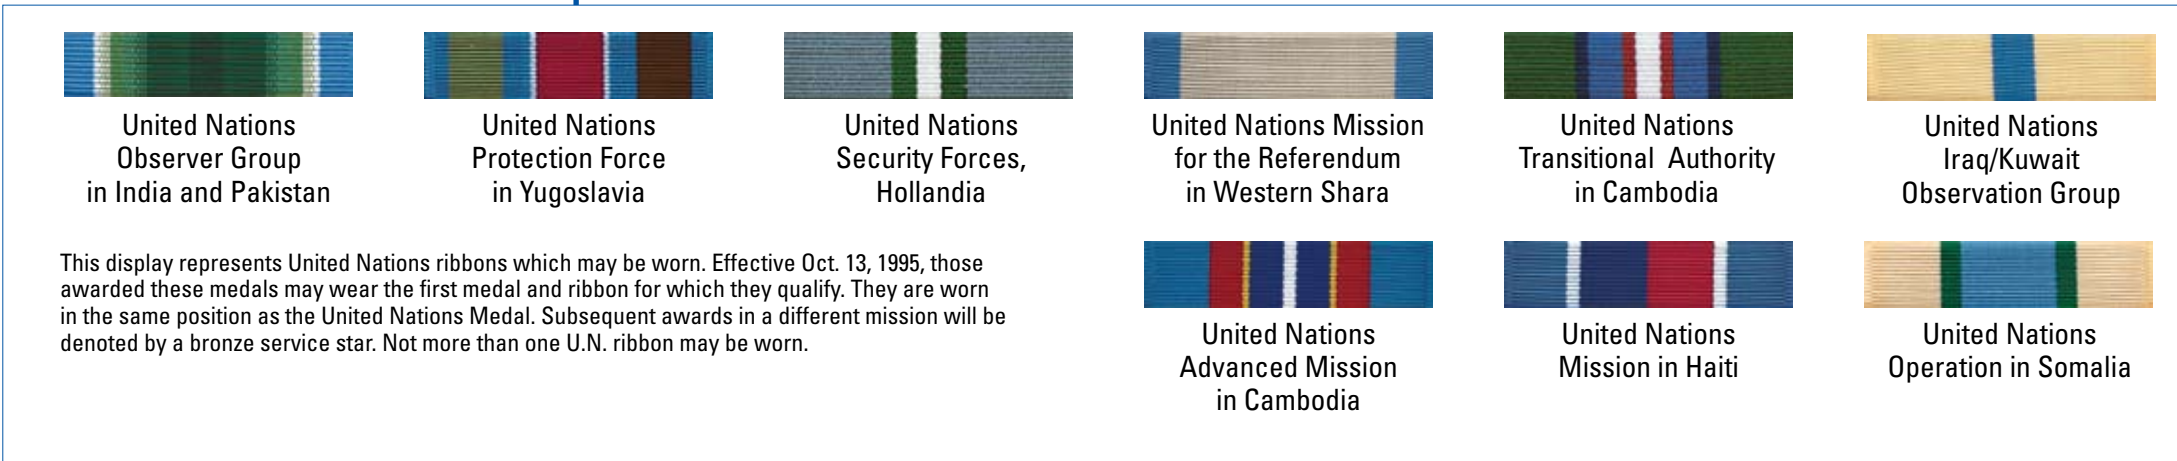 United Nations
Observer Group
in India and Pakistan
United Nations
Protection Force
in Yugoslavia
United Nations
Security Forces,
Hollandia
United Nations Mission
for the Referendum
in Western Shara
United Nations
Transitional Authority
in Cambodia
United Nations
Iraq/Kuwait
Observation Group
This display represents United Nations ribbons which may be worn. Effective Oct. 13, 1995, those
awarded these medals may wear the first medal and ribbon for which they qualify. They are worn
in the same position as the United Nations Medal. Subsequent awards in a different mission will be
denoted by a bronze service star. Not more than one U.N. ribbon may be worn.
United Nations
Advanced Mission
in Cambodia
United Nations
Mission in Haiti
United Nations
Operation in Somalia